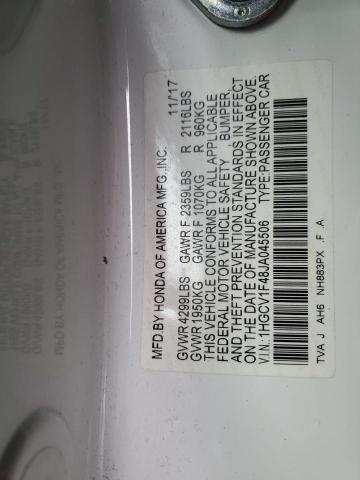 MFD.BY HONDA OF AMERICA MFG.,INC. 11/17
GVWR 4299LBS GAWR F 2359LBS R 2116LBS
GVWR 1950KG GAWR F 1070KG R 960KG
THIS VEHICLE CONFORMS TO ALL APPLICABLE
FEDERAL MOTOR VEHICLE SAFETY, BUMPER,
AND THEFT PREVENTION STANDARDS IN EFFECT
ON THE DATE OF MANUFACTURE SHOWN ABOVE.
V.I.N.:1HGCV1F48JA045506 TYPE:PASSENGER CAR
TVA J AH6 NH883PX .F .A